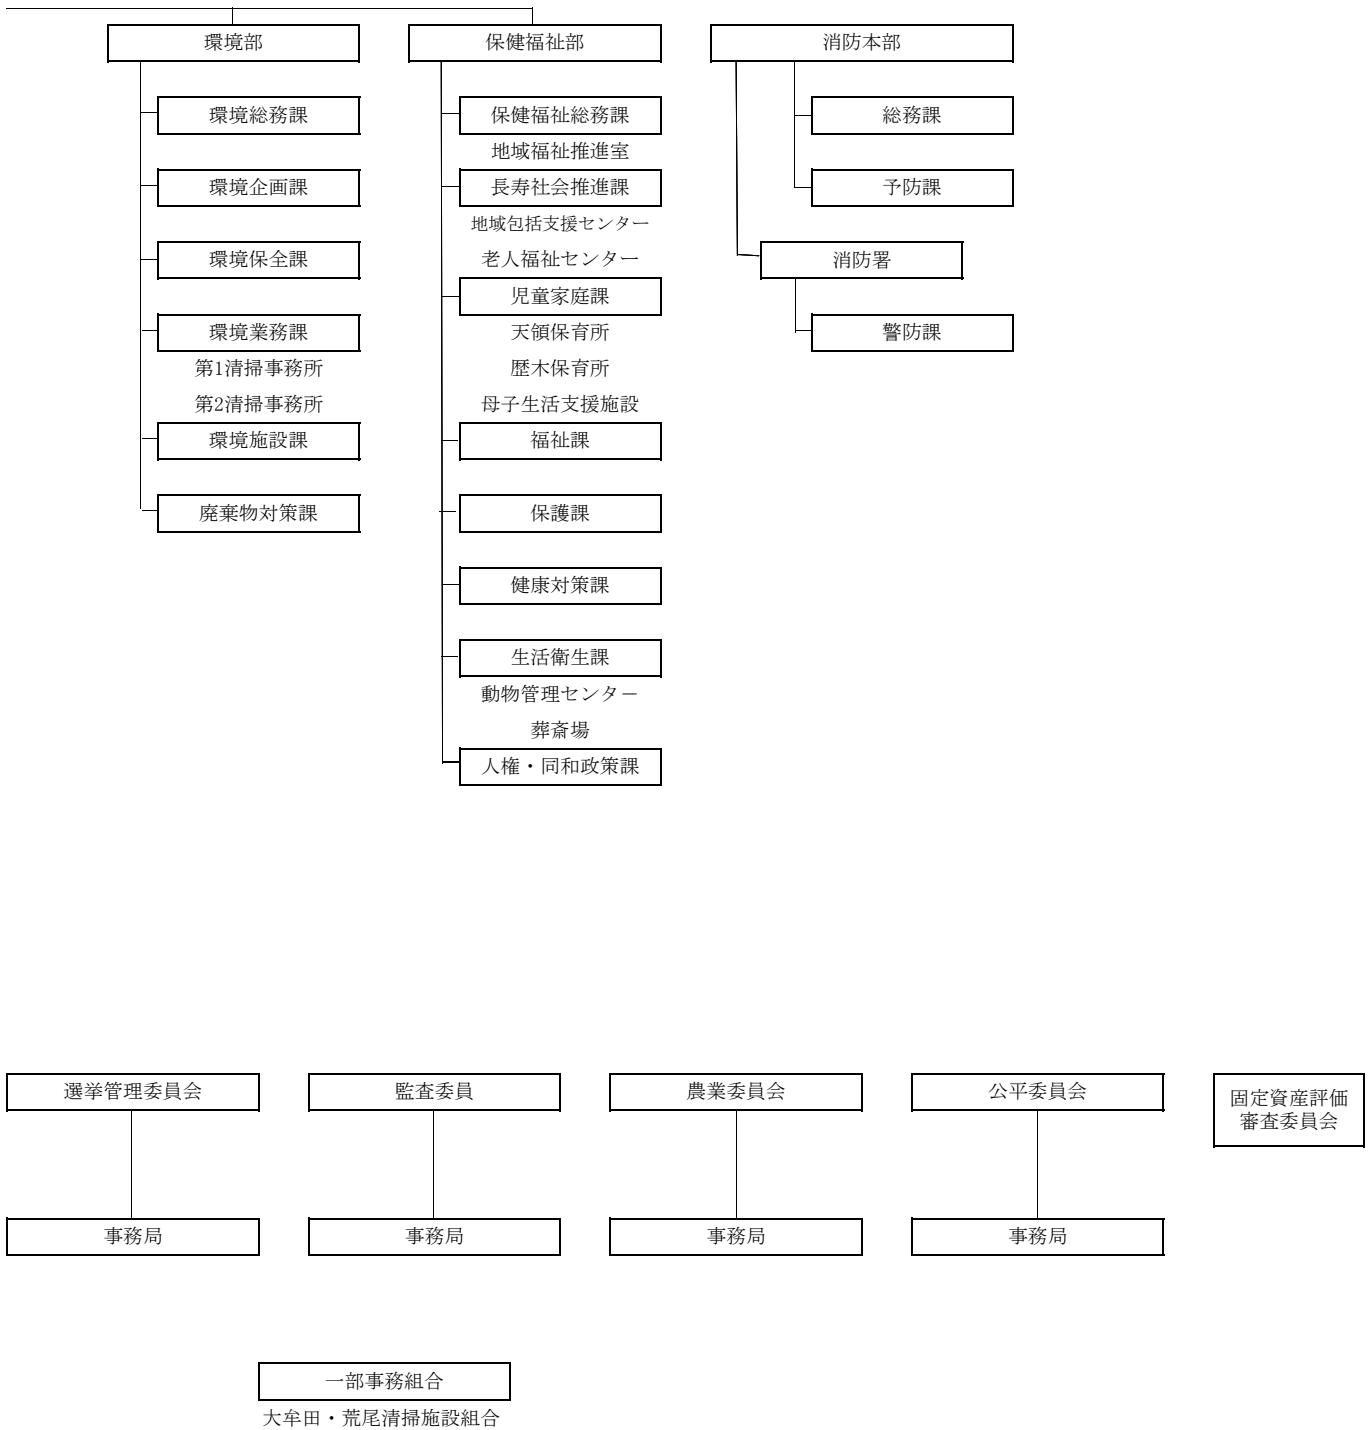 環境部
環境総務課
環境企画課
環境保全課
環境業務課
第1清掃事務所
第2清掃事務所
環境施設課
廃棄物対策課
保健福祉部
保健福祉総務課
地域福祉推進室
長寿社会推進課
地域包括支援センター
老人福祉センター
児童家庭課
天領保育所
歴木保育所
母子生活支援施設
福祉課
保護課
健康対策課
生活衛生課
動物管理センタ－
葬斎場
人権・同和政策課
消防本部
総務課
予防課
消防署
警防課
選挙管理委員会
事務局
監査委員
事務局
農業委員会
事務局
公平委員会
事務局
固定資産評価
審査委員会
一部事務組合
大牟田・荒尾清掃施設組合